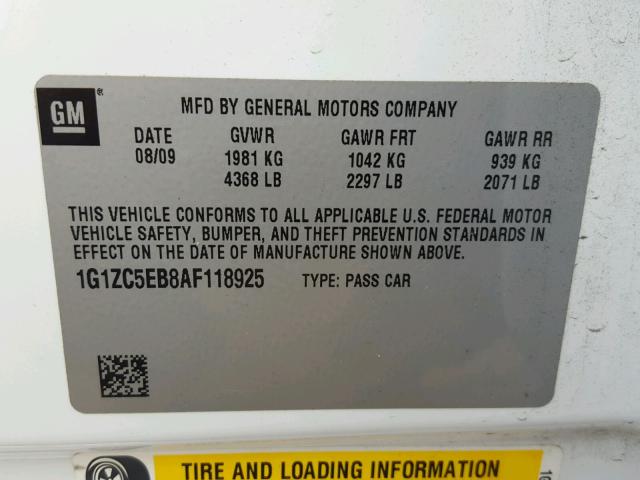 GM ®
MFD BY GENERAL MOTORS COMPANY
DATE GVWR GAWR FRT GAWR RR
08/09 1981 KG 1042 KG 939 KG
4368 LB 2297 LB 2071 LB
THIS VEHICLE CONFORMS TO ALL APPLICABLE U.S. FEDERAL MOTOR
VEHICLE SAFETY, BUMPER, AND THEFT PREVENTION STANDARDS IN
EFFECT ON THE DATE OF MANUFACTURE SHOWN ABOVE.
1G1ZC5EB8AF118925 TYPE: PASS CAR
TIRE AND LOADING INFORMATION